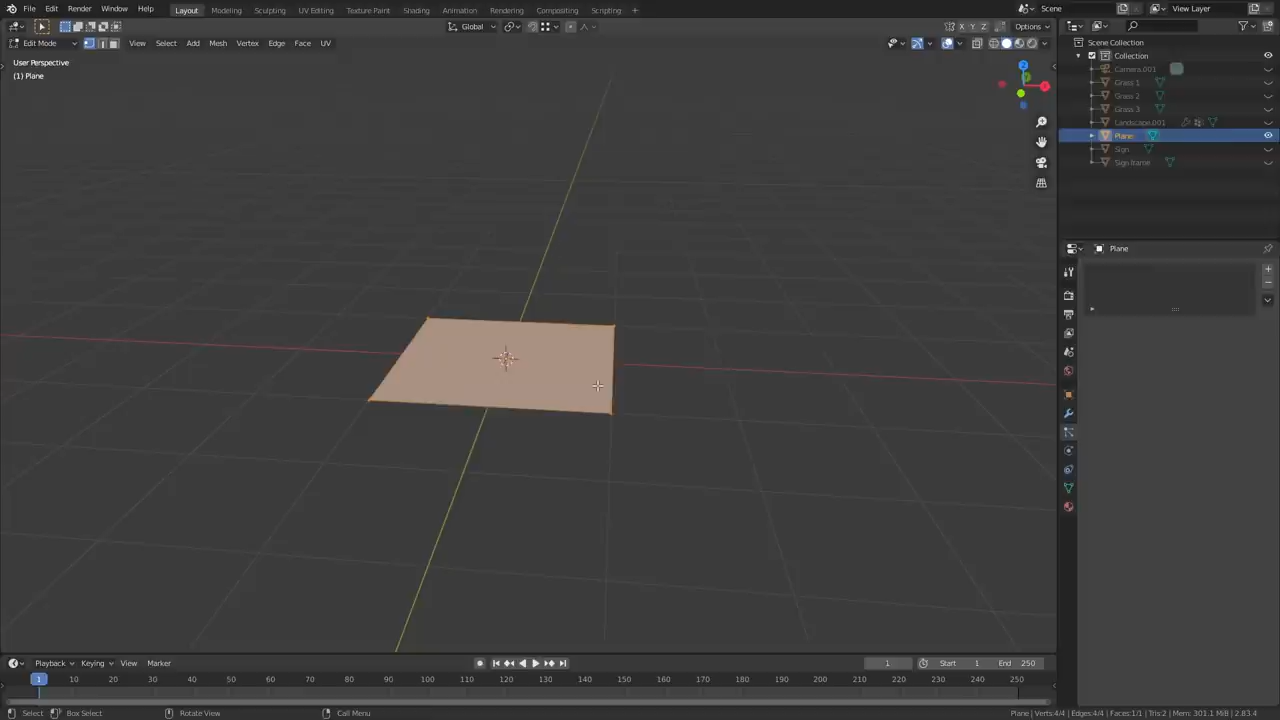 File Edit Render Window Help Layout Modeling Sculpting UV Editing Texture Paint Shading Animation Rendering Compositing Scripting + Scene View Layer
Global X Y Z Options
Edit Mode View Select Add Mesh Vertex Edge Face UV
User Perspective
(1) Plane
Z
X
Scene Collection
Collection
Camera.001
Grass 1
Grass 2
Grass 3
Landscape.001
Plane
Sign
Sign frame
Plane
Playback Keying View Marker 1 Start 1 End 250
1 10 20 30 40 50 60 70 80 90 100 110 120 130 140 150 160 170 180 190 200 210 220 230 240 250
Select Box Select Rotate View Call Menu Plane | Verts:4/4 | Edges:4/4 | Faces:1/1 | Tris:2 | Mem: 301.1 MiB | 2.83.4